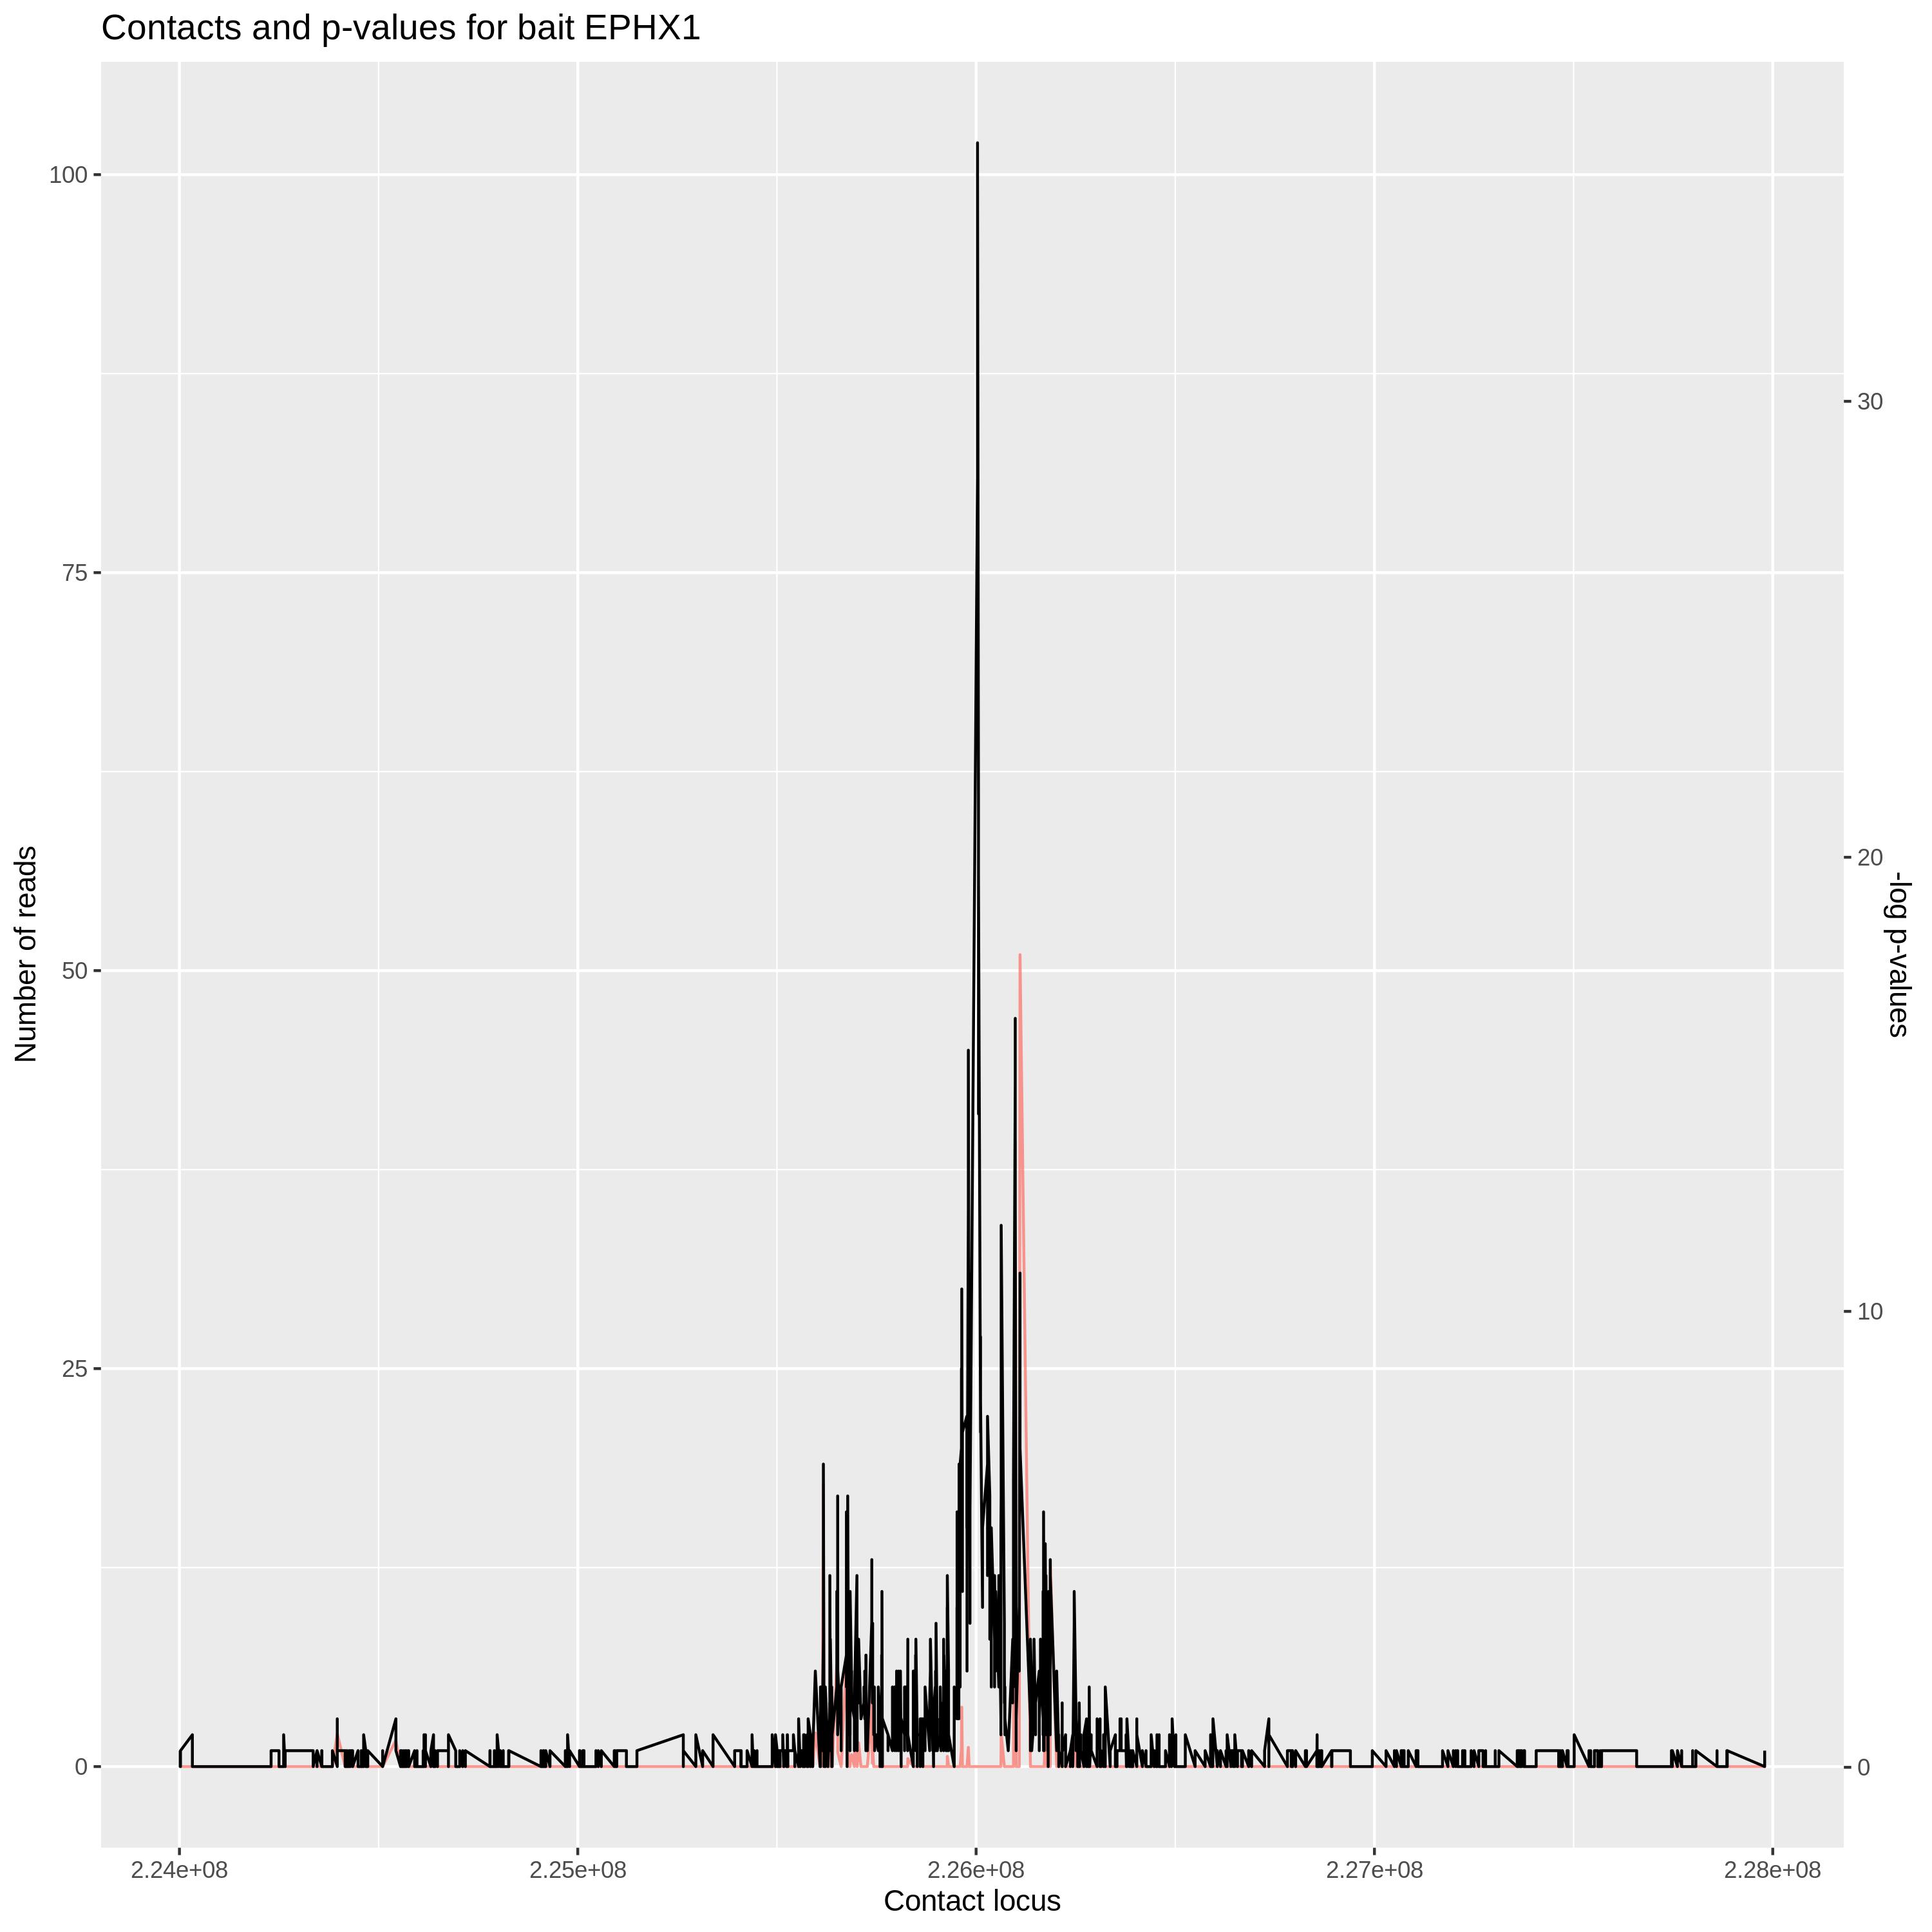 Contacts and p-values for bait EPHX1
100
75
50
25
0
Number of reads
30
20
10
0
-log p-values
2.24e+08
2.25e+08
2.26e+08
2.27e+08
2.28e+08
Contact locus